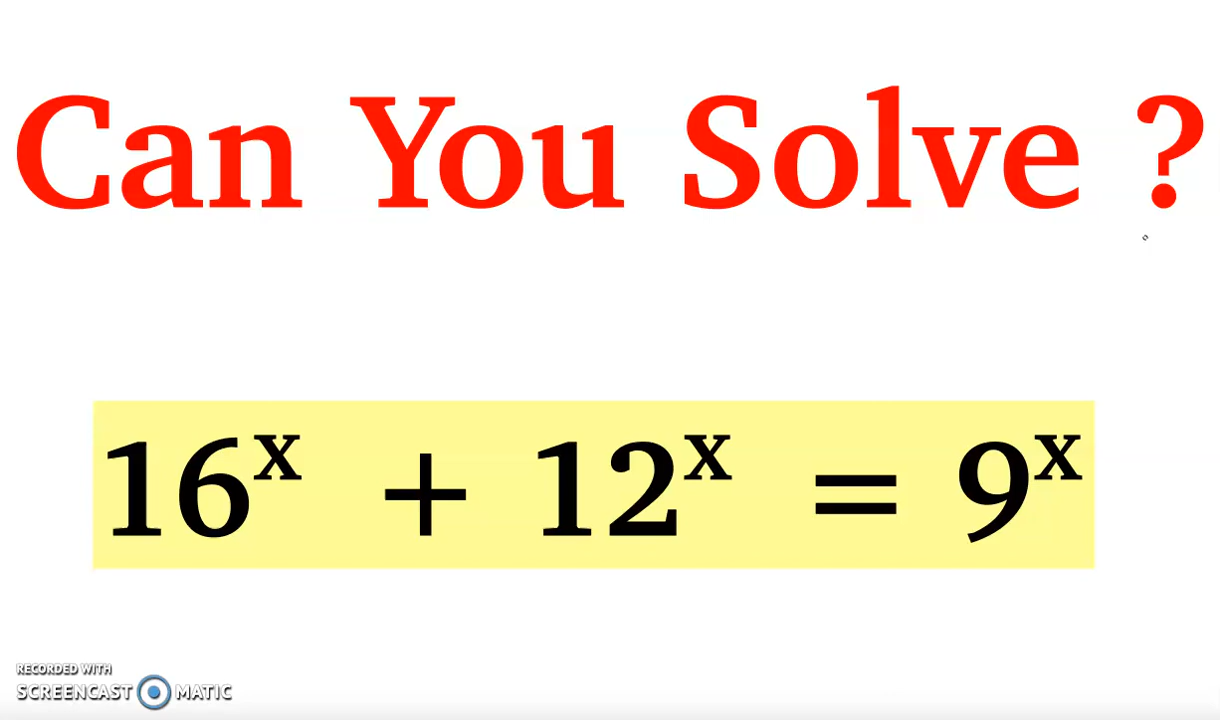 Can You Solve ?
16ˣ + 12ˣ = 9ˣ
RECORDED WITH
SCREENCAST MATIC